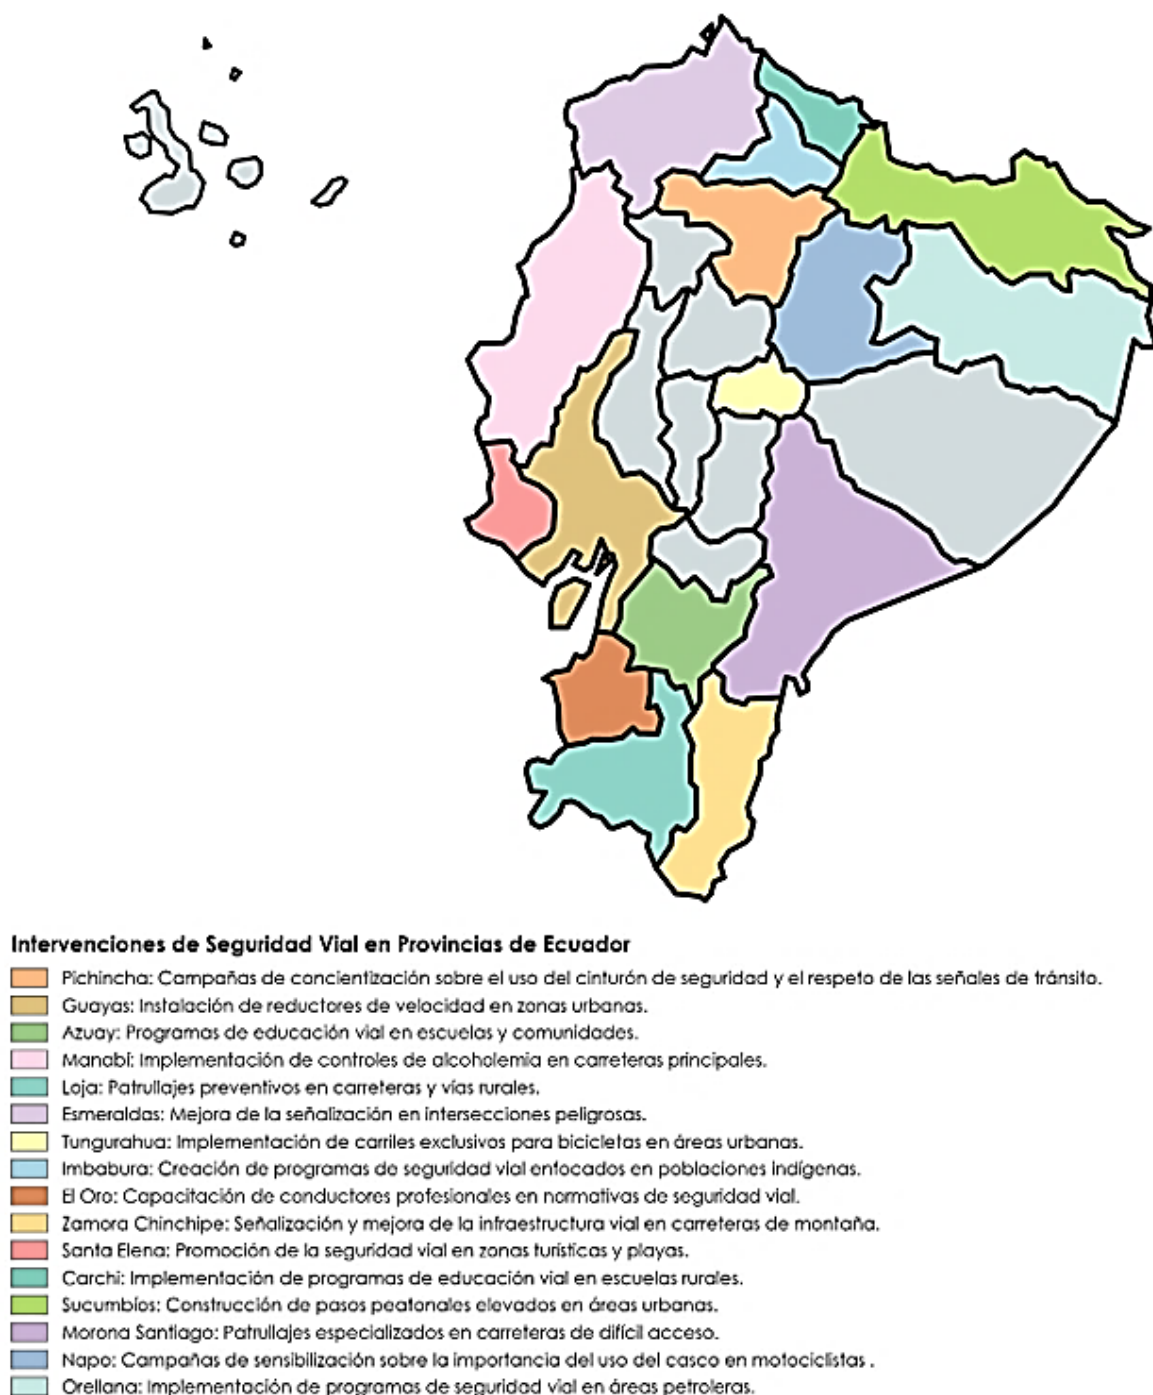 Intervenciones de Seguridad Vial en Provincias de Ecuador
Pichincha: Campañas de concientización sobre el uso del cinturón de seguridad y el respeto de las señales de tránsito.
Guayas: Instalación de reductores de velocidad en zonas urbanas.
Azuay: Programas de educación vial en escuelas y comunidades.
Manabí: Implementación de controles de alcoholemia en carreteras principales.
Loja: Patrullajes preventivos en carreteras y vías rurales.
Esmeraldas: Mejora de la señalización en intersecciones peligrosas.
Tungurahua: Implementación de carriles exclusivos para bicicletas en áreas urbanas.
Imbabura: Creación de programas de seguridad vial enfocados en poblaciones indígenas.
El Oro: Capacitación de conductores profesionales en normativas de seguridad vial.
Zamora Chinchipe: Señalización y mejora de la infraestructura vial en carreteras de montaña.
Santa Elena: Promoción de la seguridad vial en zonas turísticas y playas.
Carchi: Implementación de programas de educación vial en escuelas rurales.
Sucumbíos: Construcción de pasos peatonales elevados en áreas urbanas.
Morona Santiago: Patrullajes especializados en carreteras de difícil acceso.
Napo: Campañas de sensibilización sobre la importancia del uso del casco en motociclistas .
Orellana: Implementación de programas de seguridad vial en áreas petroleras.